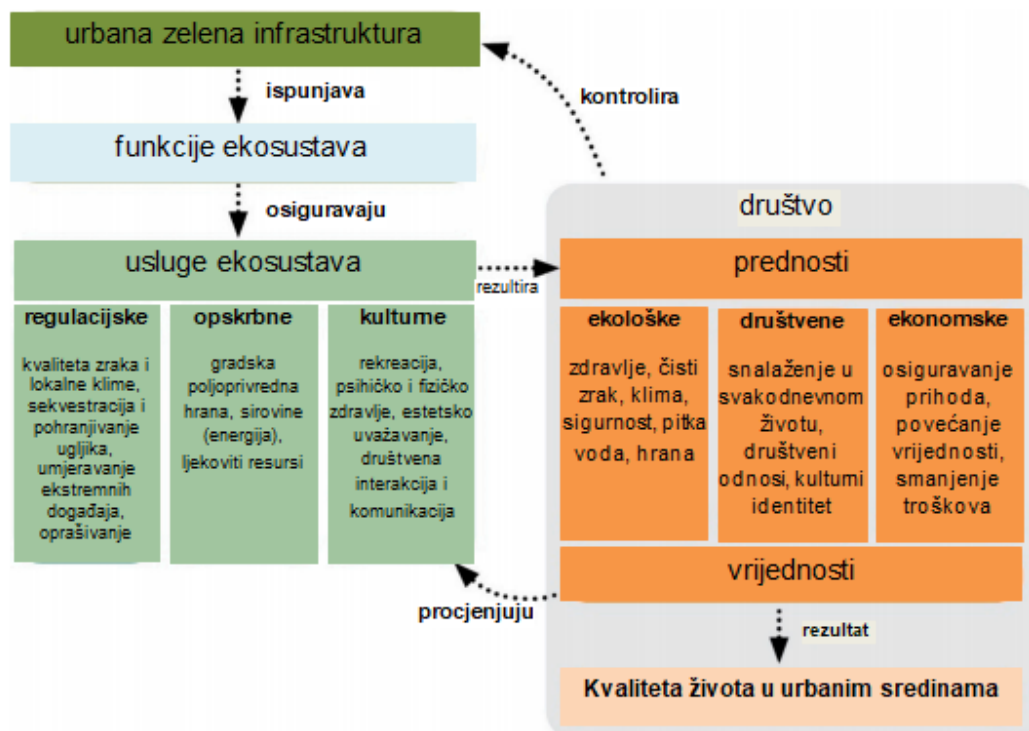 urbana zelena infrastruktura
ispunjava
kontrolira
funkcije ekosustava
osiguravaju
društvo
usluge ekosustava
rezultira
prednosti
regulacijske
kvaliteta zraka i
lokalne klime,
sekvestracija i
pohranjivanje
ugljika,
umjeravanje
ekstremnih
događaja,
oprašivanje
opskrbne
gradska
poljoprivredna
hrana, sirovine
(energija),
ljekoviti resursi
kulturne
rekreacija,
psihičko i fizičko
zdravlje, estetsko
uvažavanje,
društvena
interakcija i
komunikacija
ekološke
zdravlje, čisti
zrak, klima,
sigurnost, pitka
voda, hrana
društvene
snalaženje u
svakodnevnom
životu,
društveni
odnosi, kulturni
identitet
ekonomske
osiguravanje
prihoda,
povećanje
vrijednosti,
smanjenje
troškova
vrijednosti
procjenjuju
rezultat
Kvaliteta života u urbanim sredinama